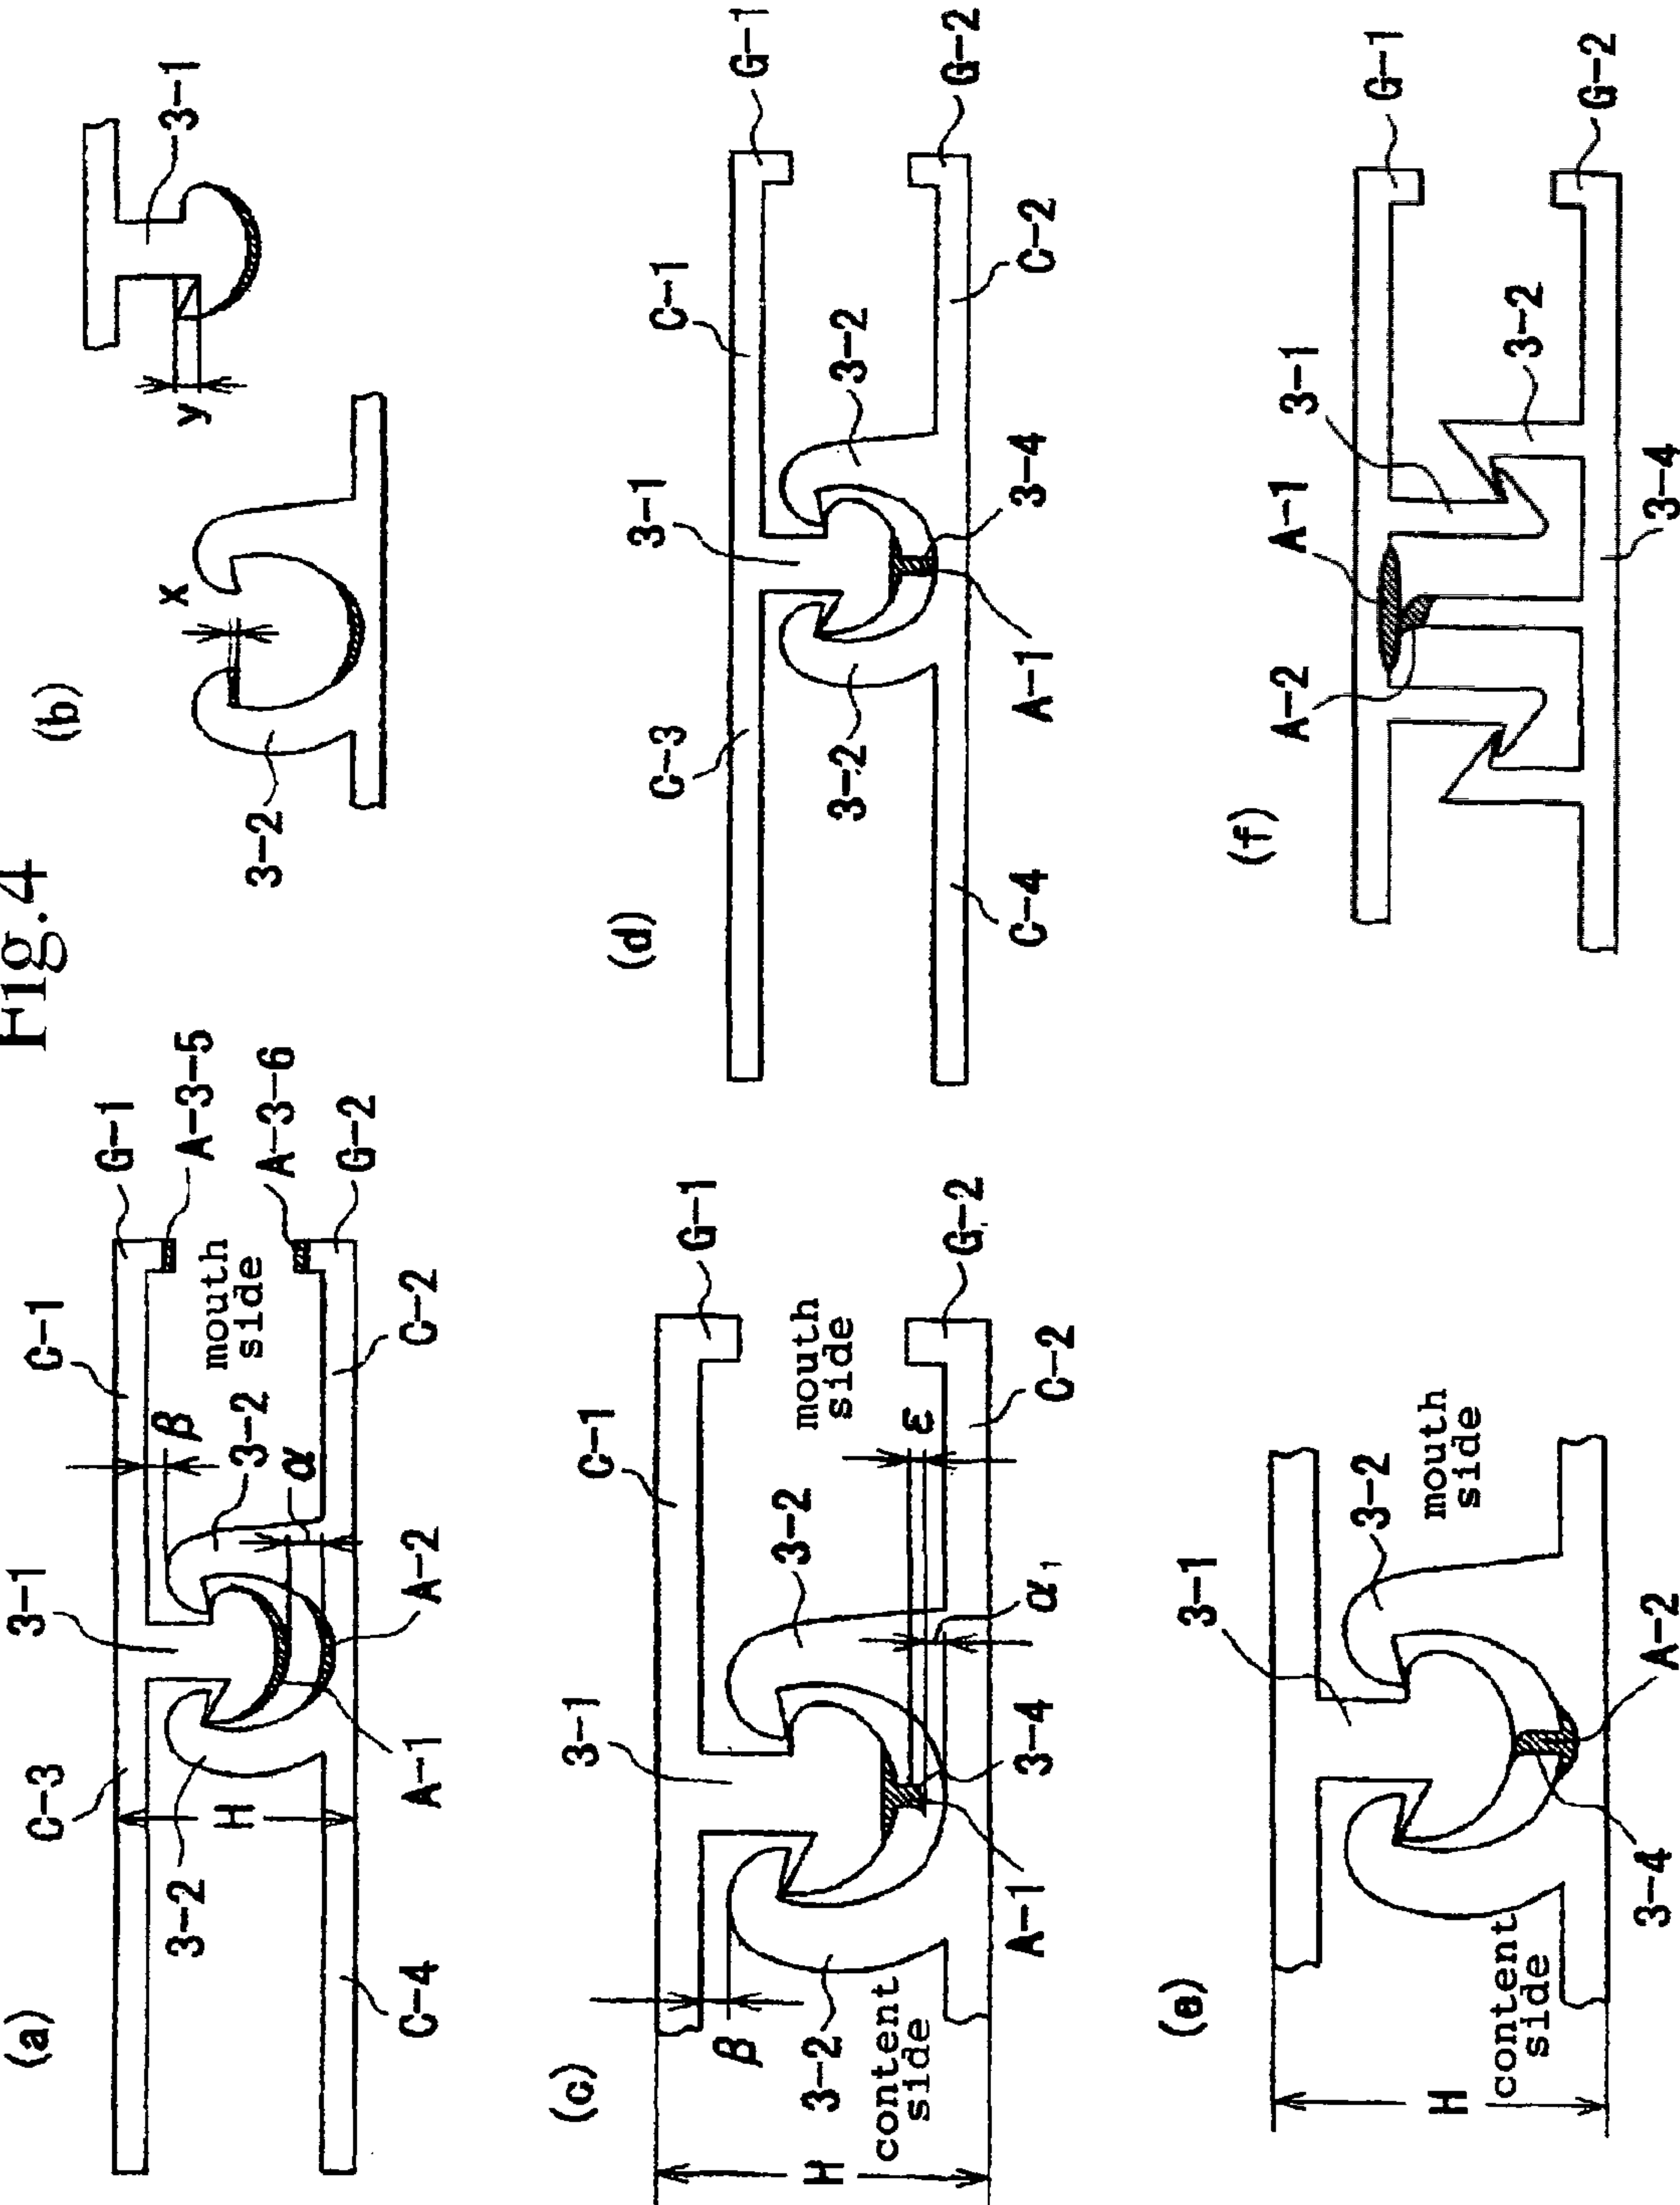 Fig.4
(a)
C-3
3-1
C-1
G-1
A-3-5
A-3-6
G-2
β
3-2
α
mouth
side
H
3-2
C-4
A-1
A-2
C-2
(b)
3-2
x
y
3-1
(c)
3-1
C-1
G-1
mouth
side
3-2
ε
G-2
H
β
3-2
content
side
A-1
3-4
α1
C-2
(d)
C-3
3-1
C-1
G-1
3-2
3-2
G-2
C-4
A-1
3-4
C-2
(e)
3-1
3-2
mouth
side
H
content
side
3-4
A-2
(f)
A-2
A-1
3-1
G-1
3-2
3-4
G-2